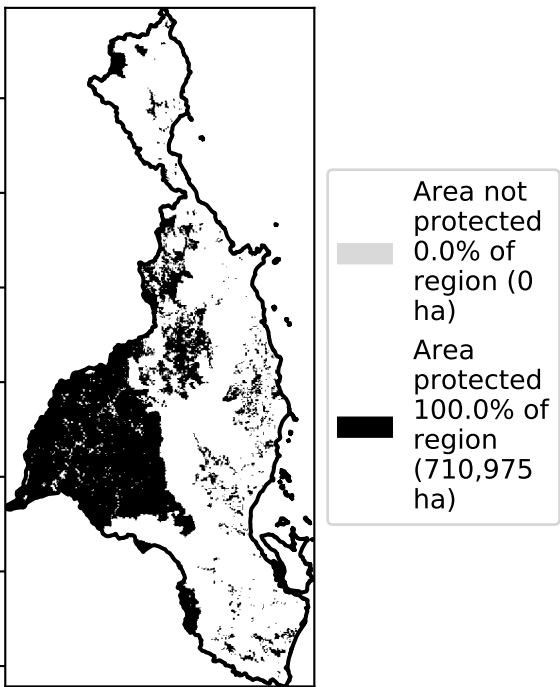 Area not
protected
0.0% of
region (0
ha)
Area
protected
100.0% of
region
(710,975
ha)